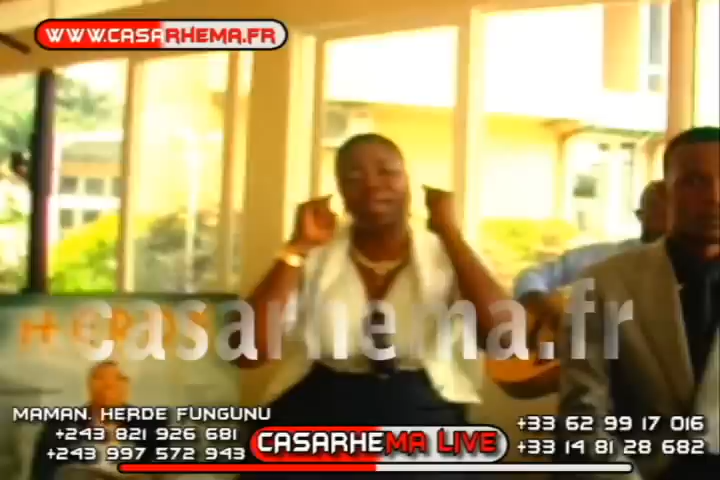 WWW.CASARHEMA.FR
HERDY
casarhema.fr
MAMAN. HERDE FUNGUNU
+243 821 926 681
+243 997 572 943
CASARHEMA LIVE
+33 62 99 17 016
+33 14 81 28 682